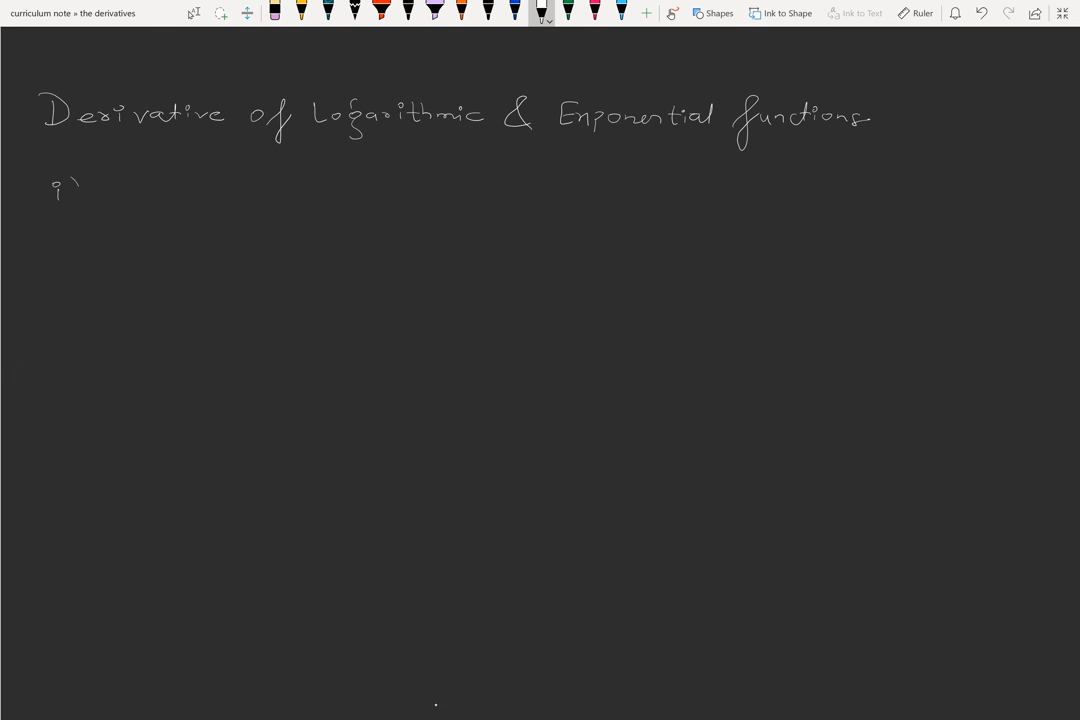 curriculum note » the derivatives
Shapes Ink to Shape Ink to Text Ruler
Derivative of Logarithmic & Exponential functions
i)